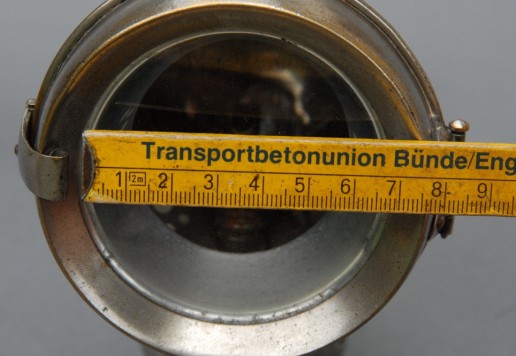 Transportbetonunion Bünde/Eng
1 2m 2 3 4 5 6 7 8 9